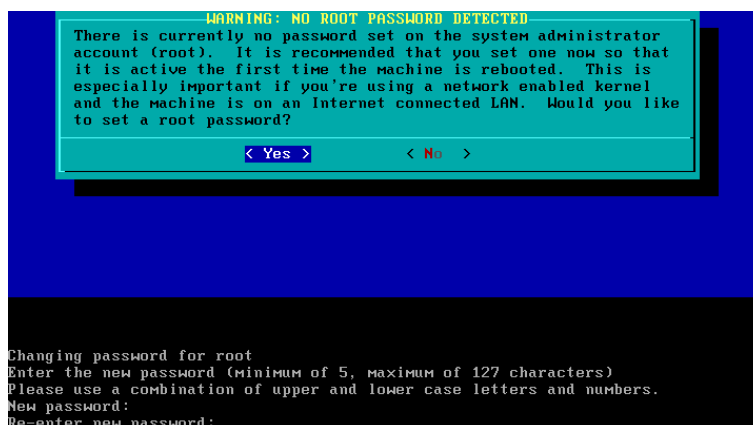 WARNING: NO ROOT PASSWORD DETECTED
There is currently no password set on the system administrator
account (root).  It is recommended that you set one now so that
it is active the first time the machine is rebooted.  This is
especially important if you're using a network enabled kernel
and the machine is on an Internet connected LAN.  Would you like
to set a root password?
< Yes > < No >
Changing password for root
Enter the new password (minimum of 5, maximum of 127 characters)
Please use a combination of upper and lower case letters and numbers.
New password:
Re-enter new password: